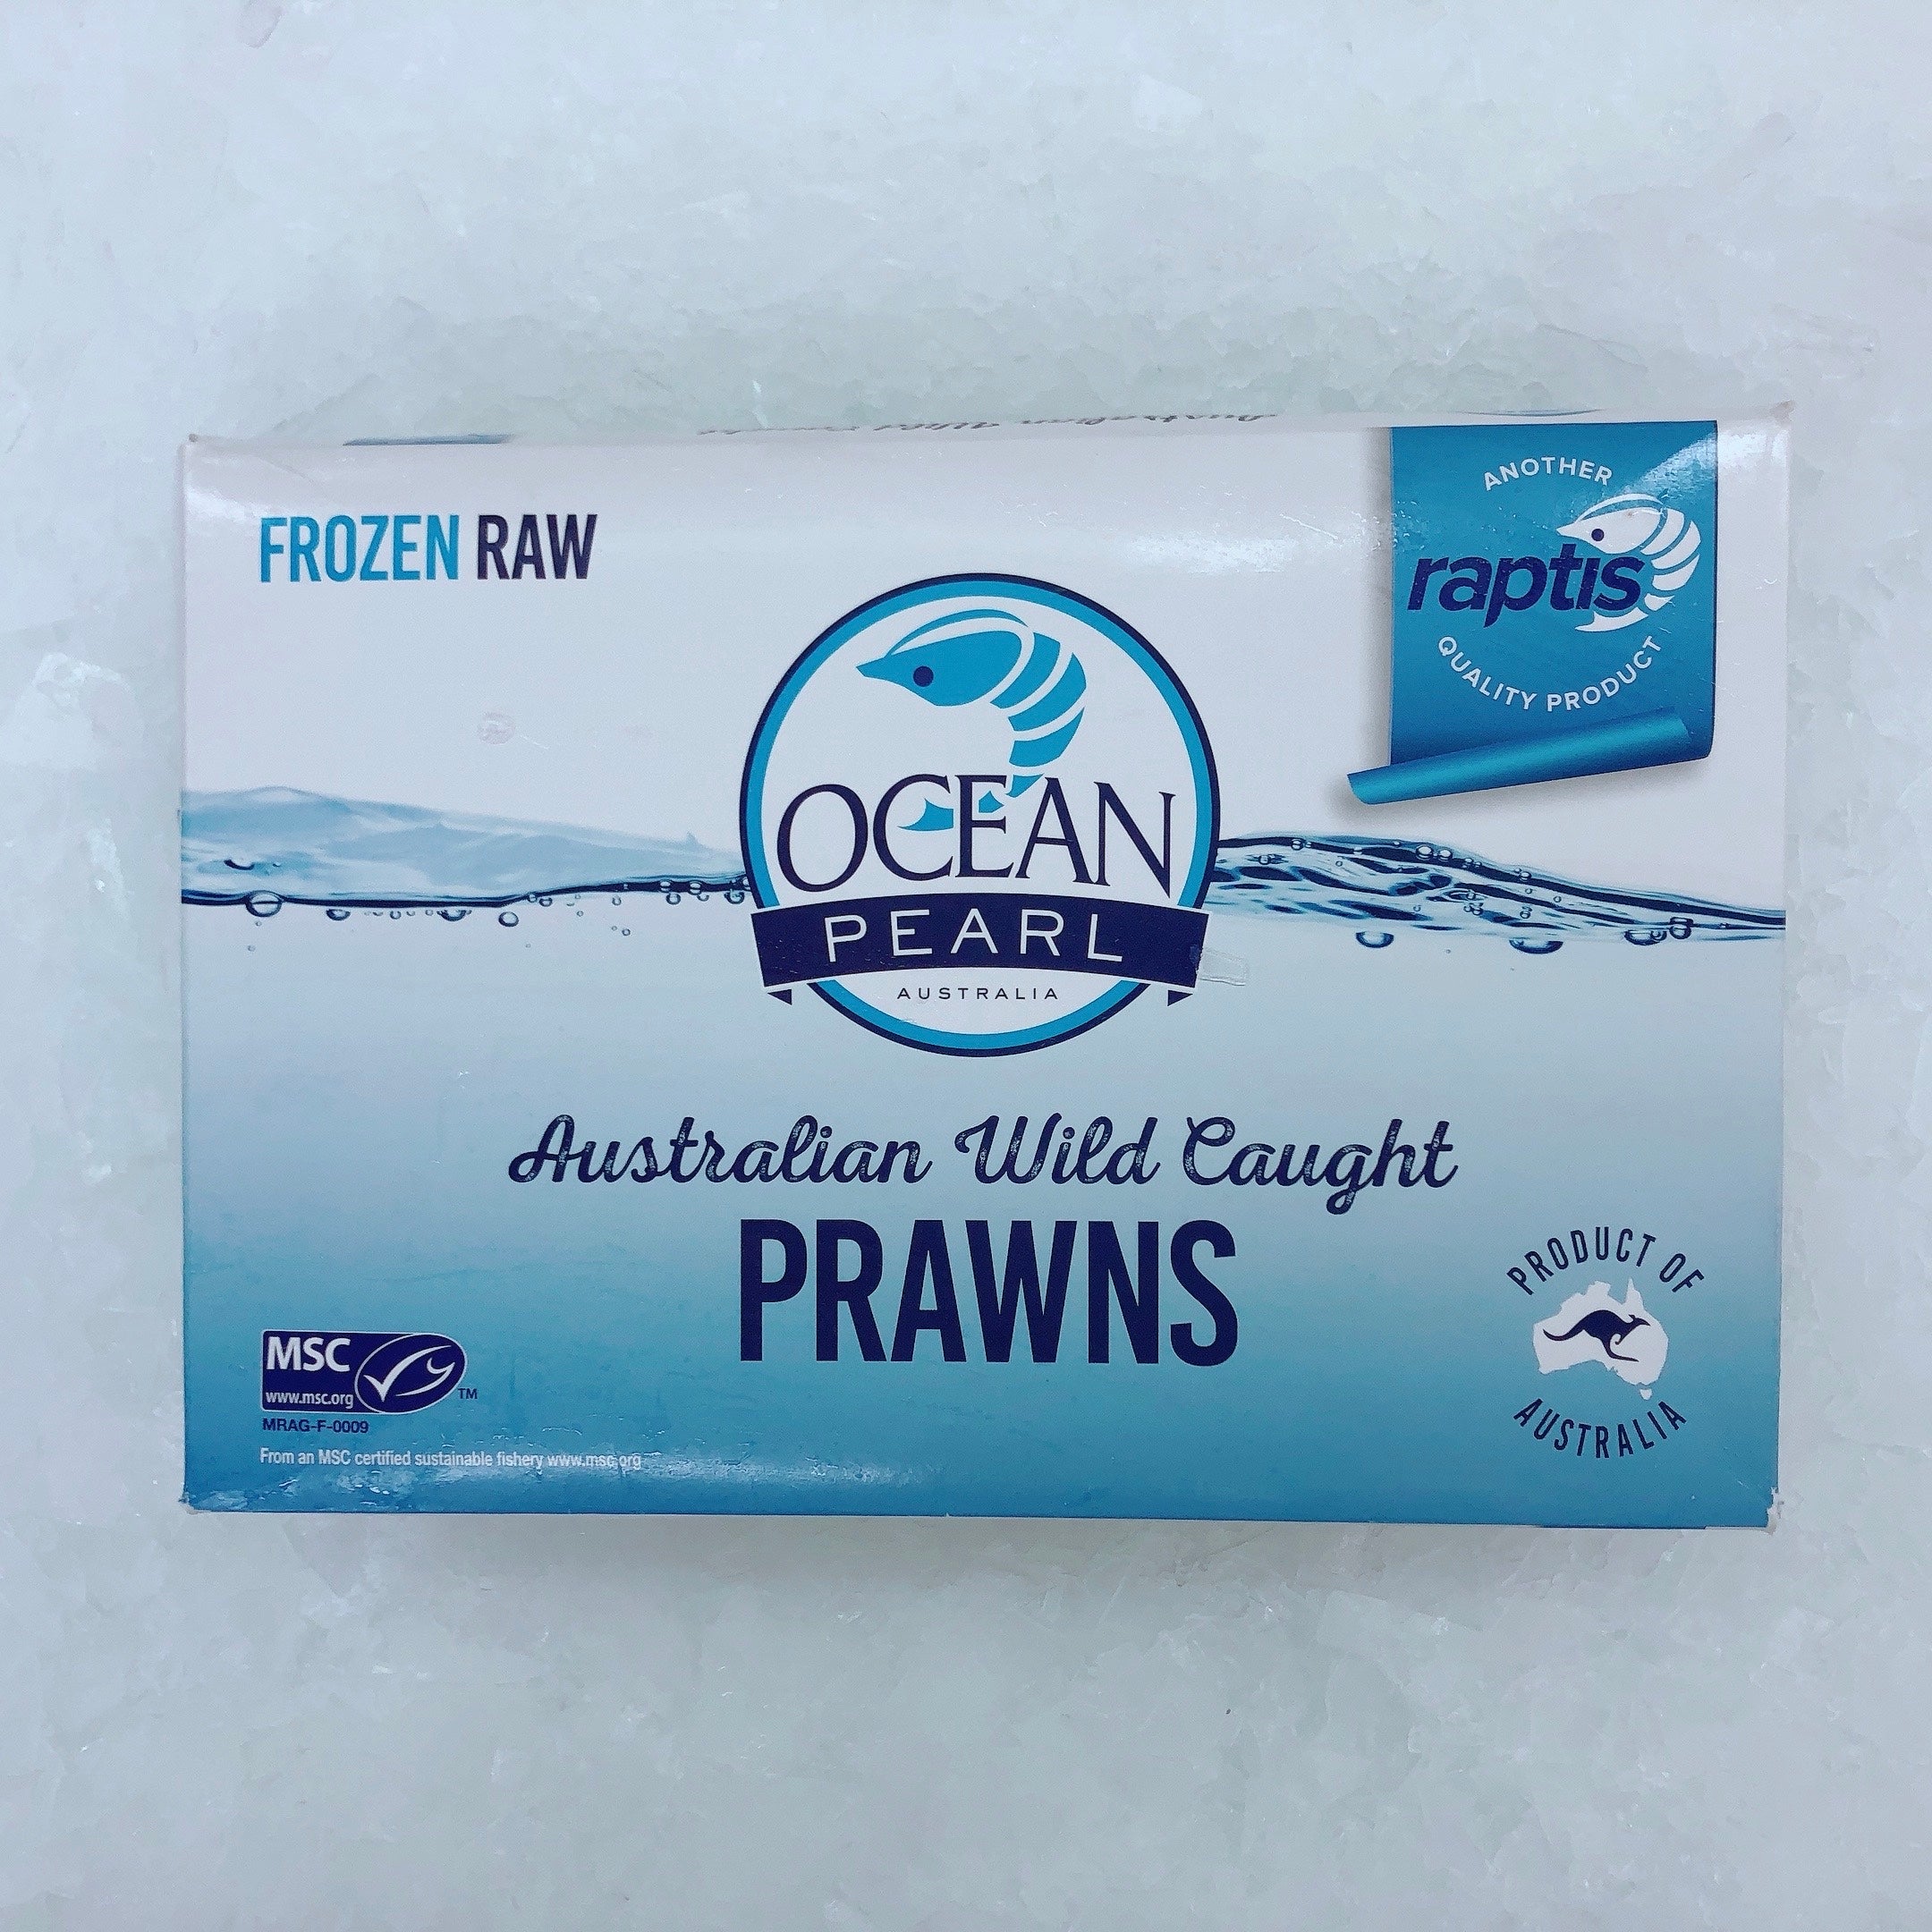 FROZEN RAW
ANOTHER
raptis
QUALITY PRODUCT
OCEAN
PEARL
AUSTRALIA
Australian Wild Caught
PRAWNS
PRODUCT OF
AUSTRALIA
MSC
www.msc.org
TM
MRAG-F-0009
From an MSC certified sustainable fishery www.msc.org